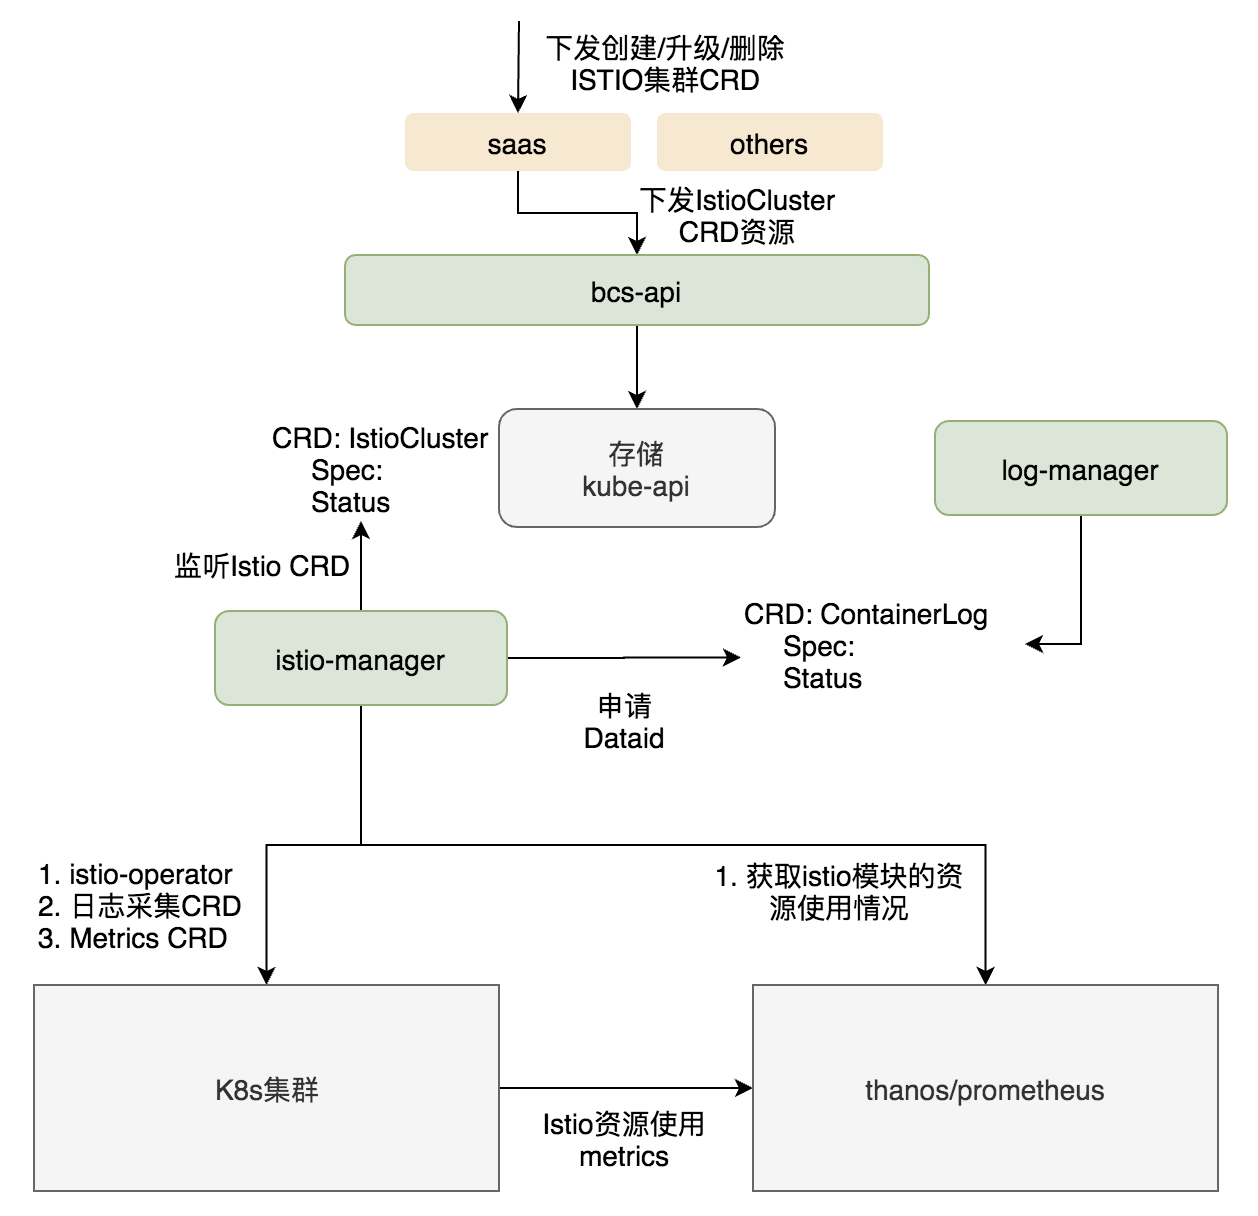 下发创建/升级/删除
ISTIO集群CRD
saas
others
下发IstioCluster
CRD资源
bcs-api
存储
kube-api
CRD: IstioCluster
Spec:
Status
log-manager
监听Istio CRD
istio-manager
CRD: ContainerLog
Spec:
Status
申请
Dataid
1. istio-operator
2. 日志采集CRD
3. Metrics CRD
1. 获取istio模块的资
源使用情况
K8s集群
thanos/prometheus
Istio资源使用
metrics